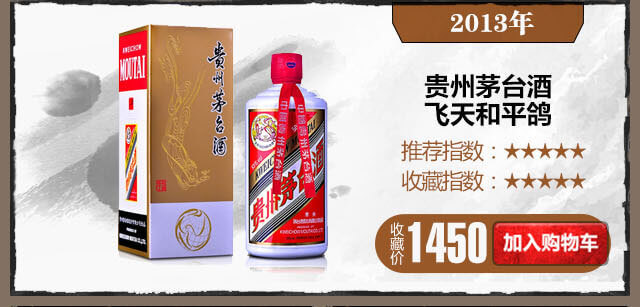 2013年
贵州茅台酒
飞天和平鸽
推荐指数：★★★★★
收藏指数：★★★★★
收藏价
1450
加入购物车
KWEICHOW
MOUTAI
贵州茅台酒
贵州茅酒